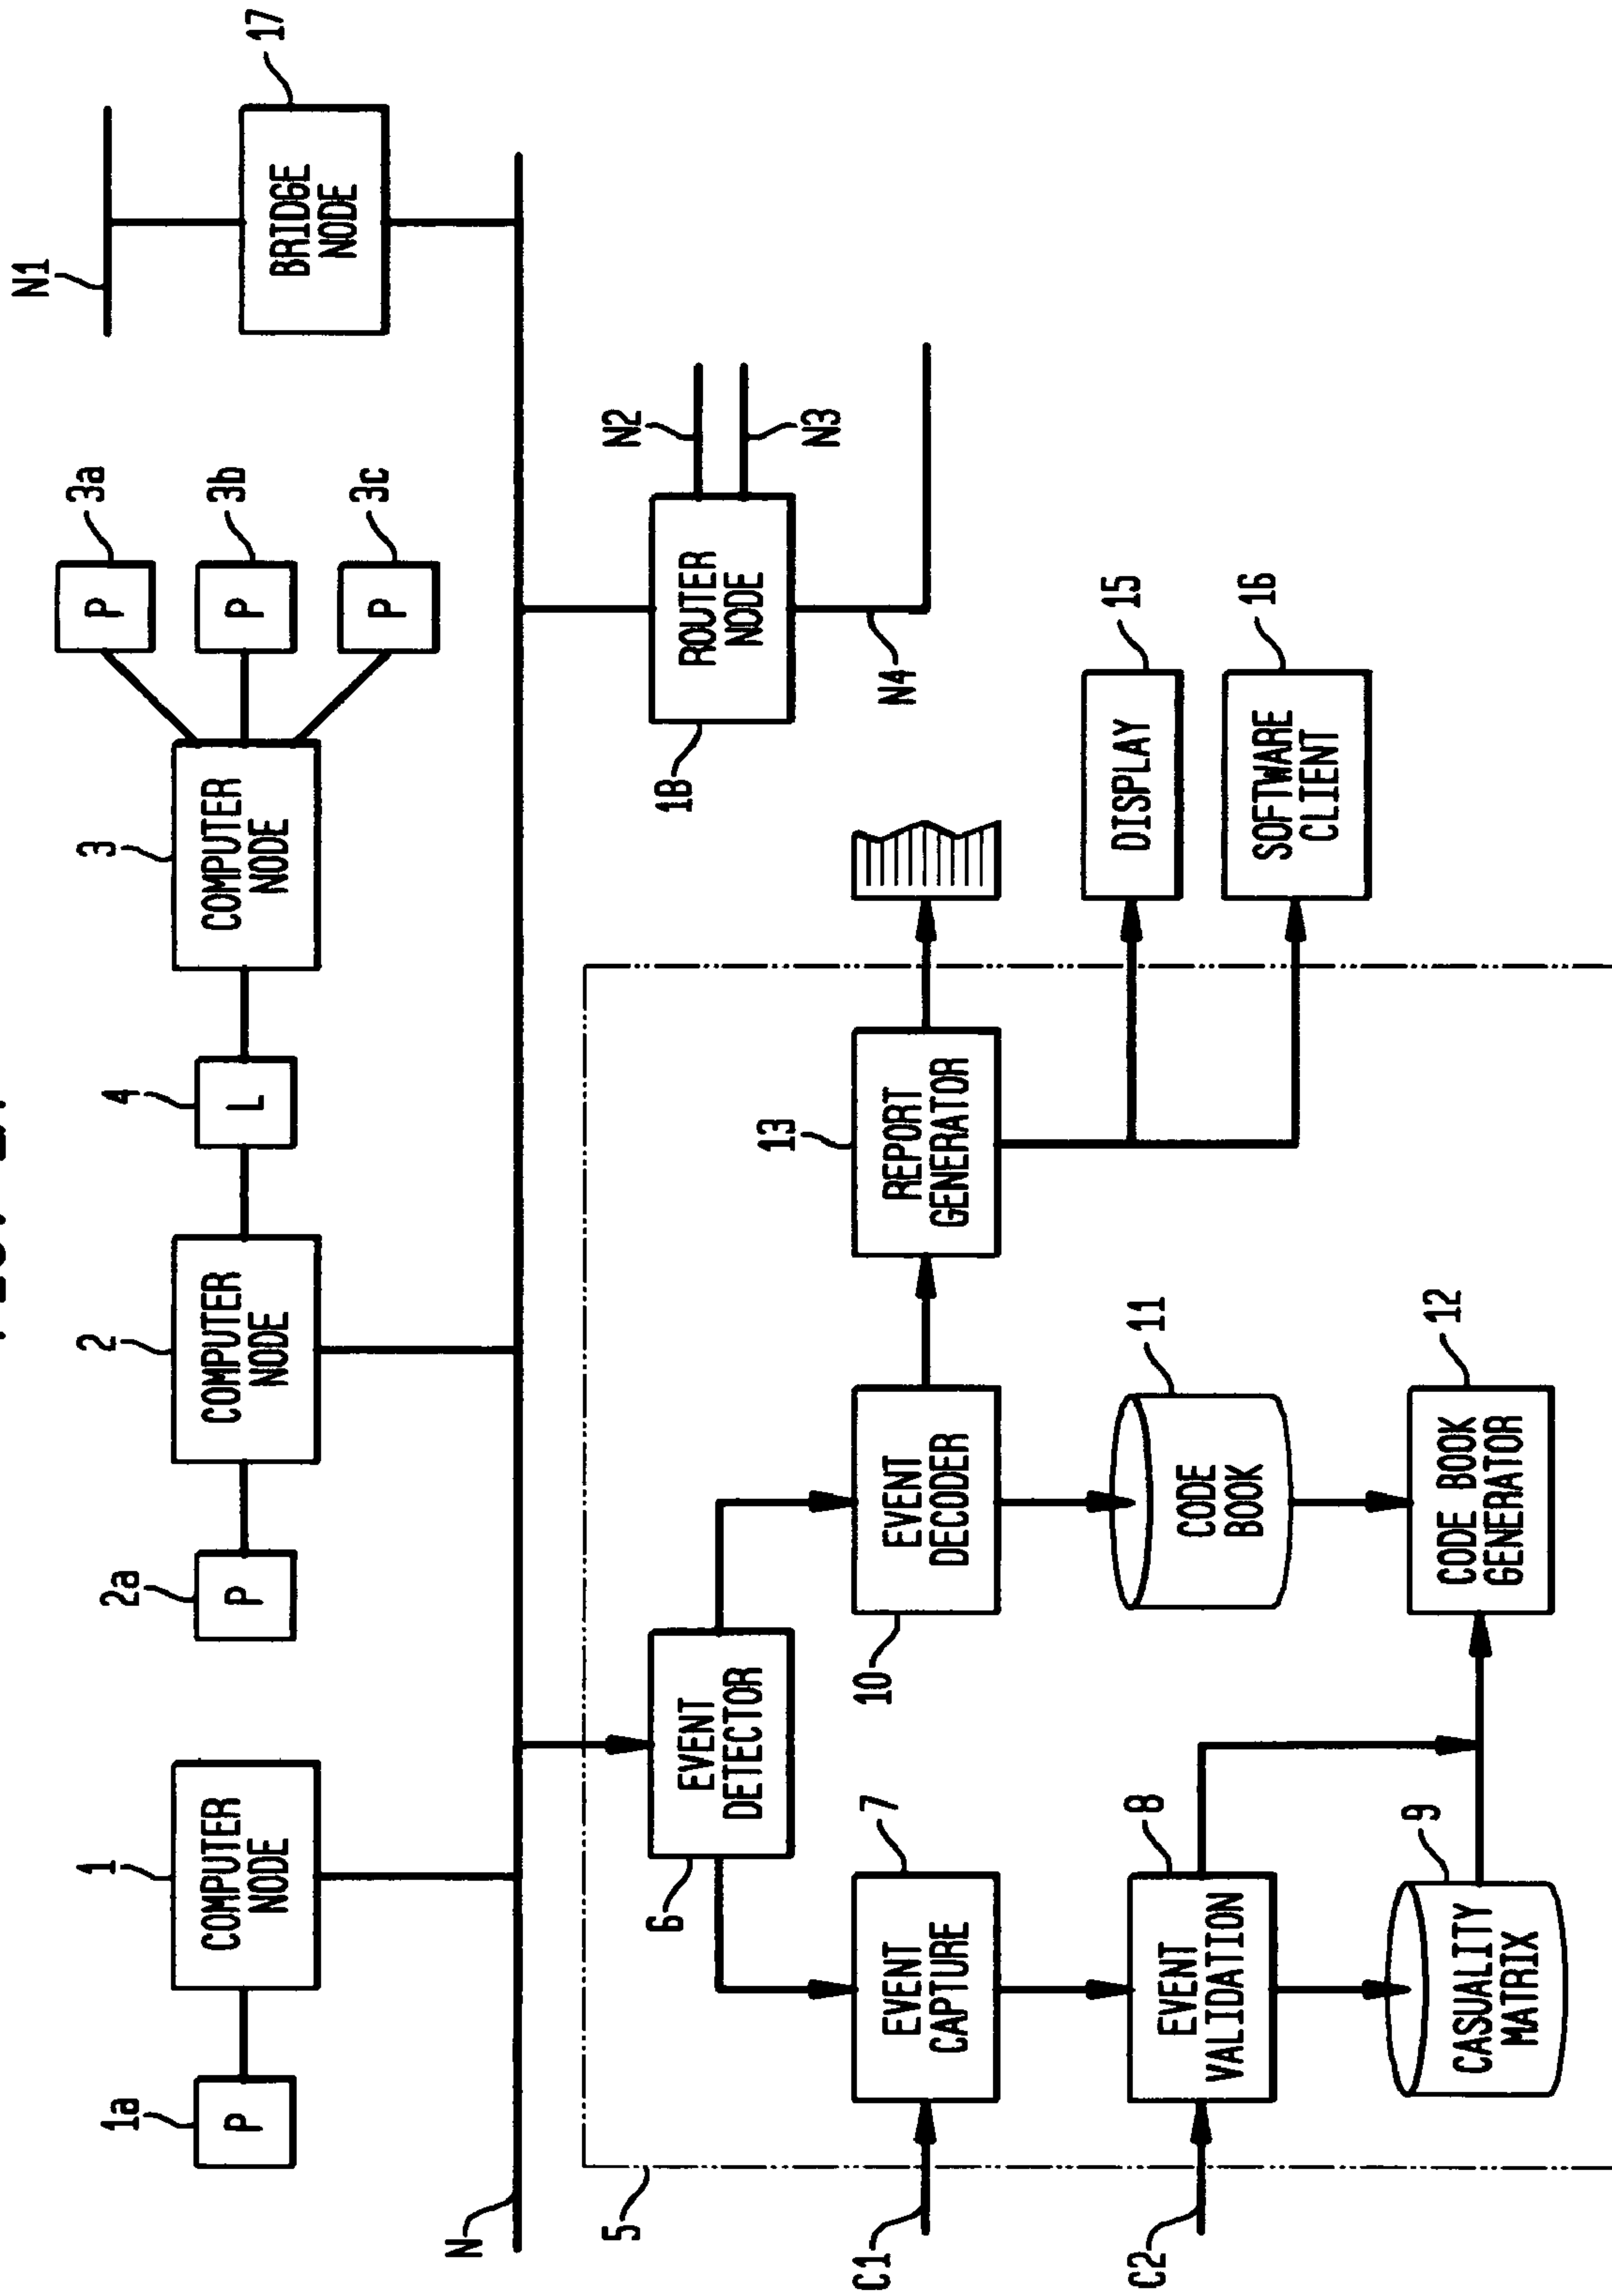 N1
17
BRIDGE
NODE
1
2
3
4
1a
2a
3a
3b
3c
P
COMPUTER
NODE
P
COMPUTER
NODE
L
COMPUTER
NODE
P
P
P
N
5
6
EVENT
DETECTOR
1B
ROUTER
NODE
N2
N3
N4
C1
7
EVENT
CAPTURE
10
EVENT
DECODER
13
REPORT
GENERATOR
C2
8
EVENT
VALIDATION
11
CODE
BOOK
15
DISPLAY
16
SOFTWARE
CLIENT
9
CASUALITY
MATRIX
12
CODE BOOK
GENERATOR